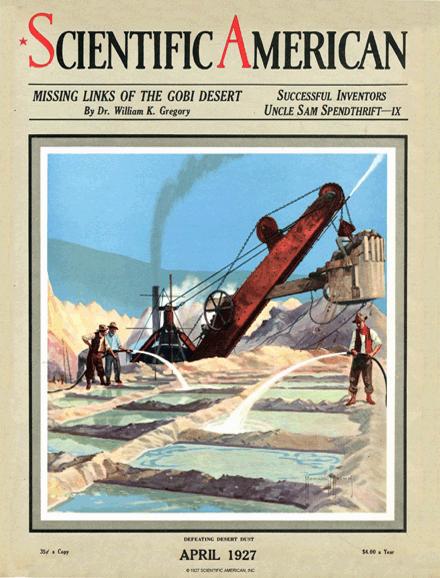 SCIENTIFIC AMERICAN
MISSING LINKS OF THE GOBI DESERT
By Dr. William K. Gregory
SUCCESSFUL INVENTORS
UNCLE SAM SPENDTHRIFT—IX
DEFEATING DESERT DUST
35¢ a Copy
APRIL 1927
$4.00 a Year
© 1927 SCIENTIFIC AMERICAN, INC